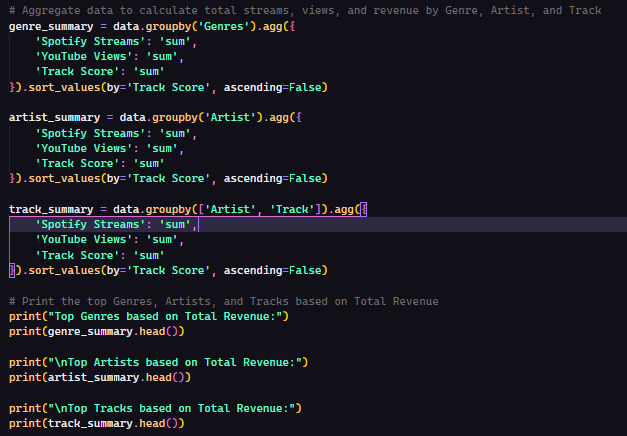 # Aggregate data to calculate total streams, views, and revenue by Genre, Artist, and Track
genre_summary = data.groupby('Genres').agg({
    'Spotify Streams': 'sum',
    'YouTube Views': 'sum',
    'Track Score': 'sum'
}).sort_values(by='Track Score', ascending=False)

artist_summary = data.groupby('Artist').agg({
    'Spotify Streams': 'sum',
    'YouTube Views': 'sum',
    'Track Score': 'sum'
}).sort_values(by='Track Score', ascending=False)

track_summary = data.groupby(['Artist', 'Track']).agg({
    'Spotify Streams': 'sum',
    'YouTube Views': 'sum',
    'Track Score': 'sum'
}).sort_values(by='Track Score', ascending=False)

# Print the top Genres, Artists, and Tracks based on Total Revenue
print("Top Genres based on Total Revenue:")
print(genre_summary.head())

print("\nTop Artists based on Total Revenue:")
print(artist_summary.head())

print("\nTop Tracks based on Total Revenue:")
print(track_summary.head())